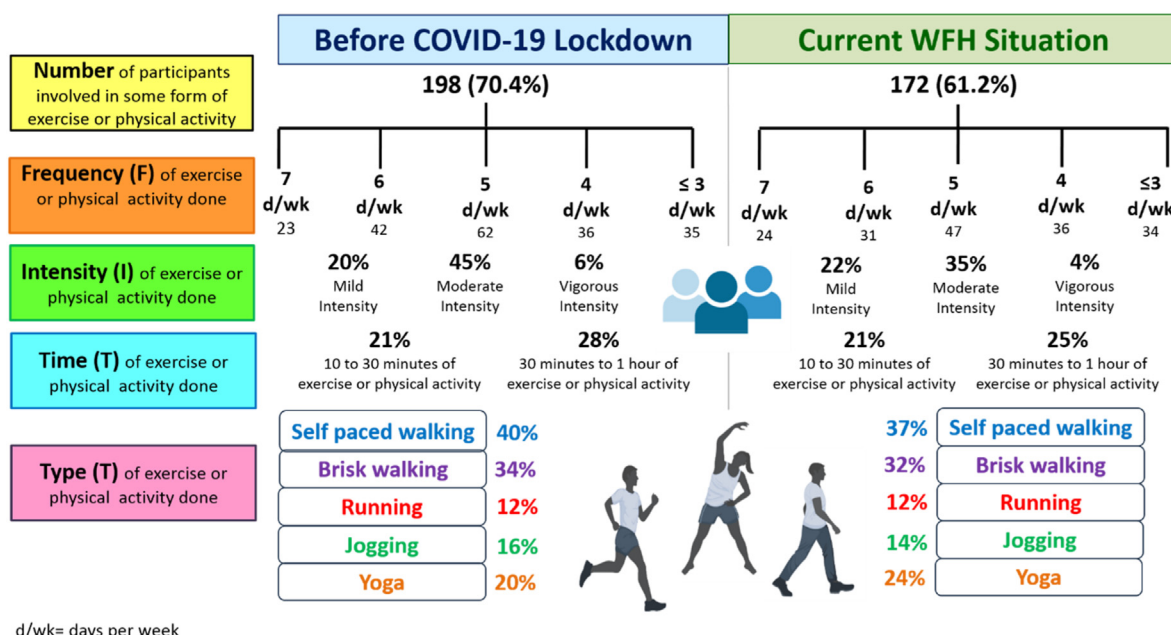 Before COVID-19 Lockdown
Current WFH Situation
Number of participants
involved in some form of
exercise or physical activity
198 (70.4%)
172 (61.2%)
Frequency (F) of exercise
or physical activity done
7
d/wk
23
6
d/wk
42
5
d/wk
62
4
d/wk
36
≤ 3
d/wk
35
7
d/wk
24
6
d/wk
31
5
d/wk
47
4
d/wk
36
≤3
d/wk
34
Intensity (I) of exercise or
physical activity done
20%
Mild
Intensity
45%
Moderate
Intensity
6%
Vigorous
Intensity
22%
Mild
Intensity
35%
Moderate
Intensity
4%
Vigorous
Intensity
Time (T) of exercise or
physical activity done
21%
10 to 30 minutes of
exercise or physical activity
28%
30 minutes to 1 hour of
exercise or physical activity
21%
10 to 30 minutes of
exercise or physical activity
25%
30 minutes to 1 hour of
exercise or physical activity
Type (T) of exercise or
physical activity done
Self paced walking 40%
Brisk walking 34%
Running 12%
Jogging 16%
Yoga 20%
37% Self paced walking
32% Brisk walking
12% Running
14% Jogging
24% Yoga
d/wk= days per week